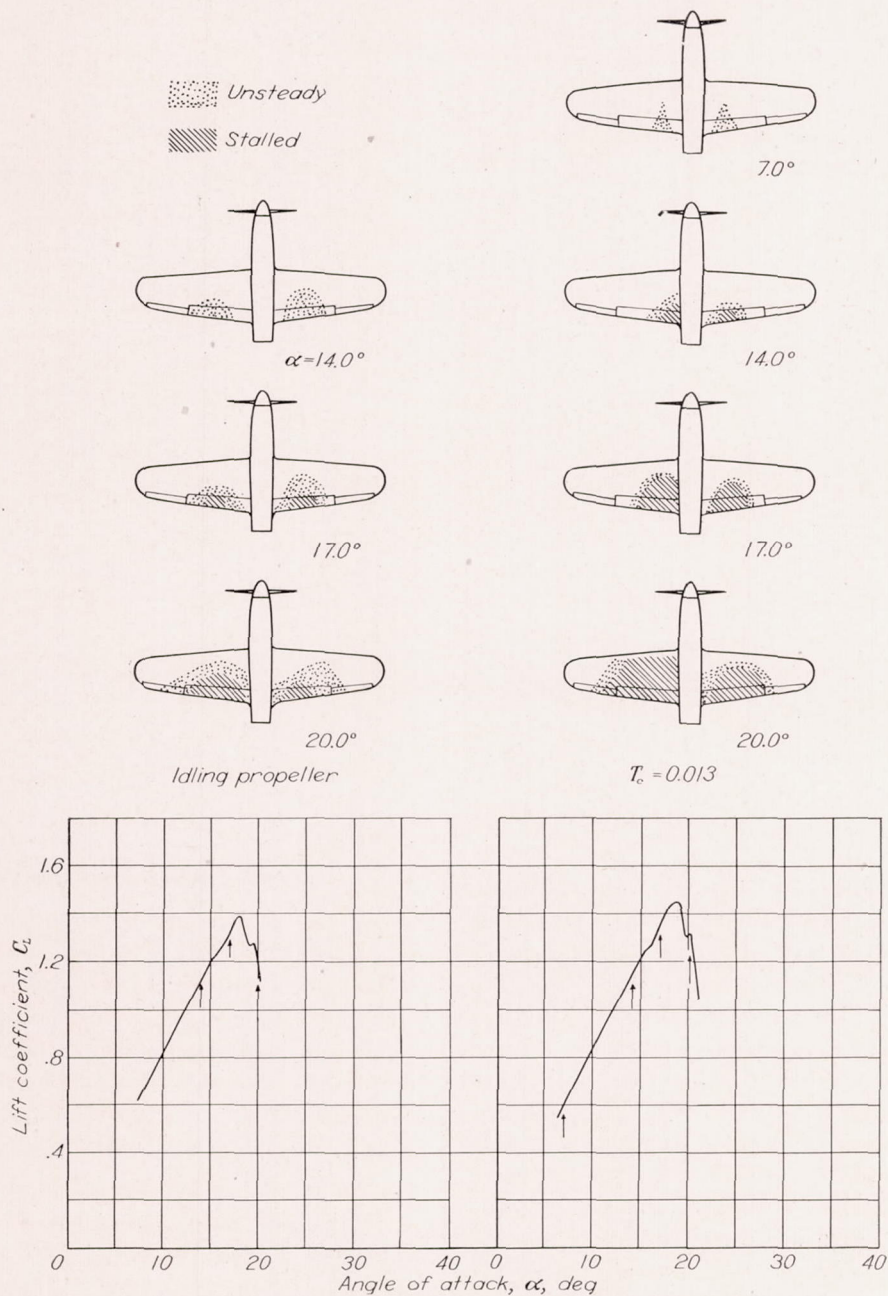 Unsteady
Stalled
7.0°
α=14.0°
14.0°
17.0°
17.0°
20.0°
20.0°
Idling propeller
Tc = 0.013
1.6
1.2
.8
.4
Lift coefficient, CL
0 10 20 30 40
0 10 20 30 40
Angle of attack, α, deg